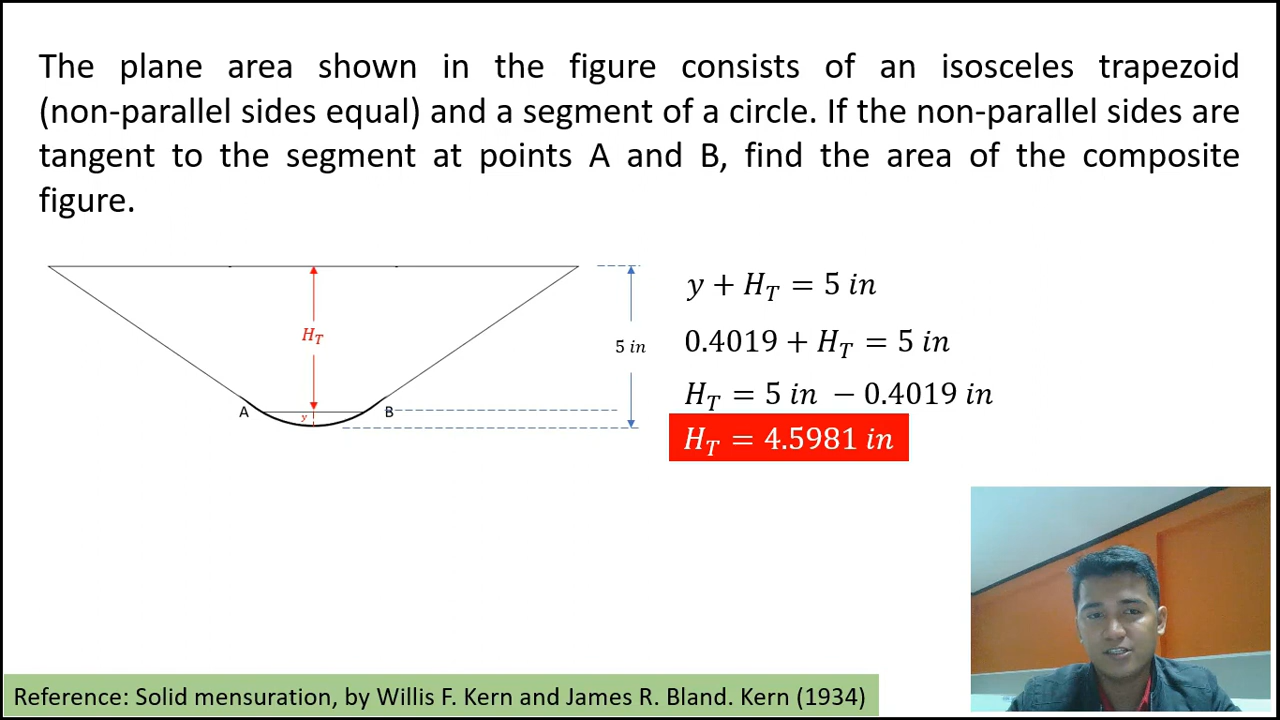 The plane area shown in the figure consists of an isosceles trapezoid
(non-parallel sides equal) and a segment of a circle. If the non-parallel sides are
tangent to the segment at points A and B, find the area of the composite
figure.
H_T
5 in
A
y
B
y + H_T = 5 in
0.4019 + H_T = 5 in
H_T = 5 in − 0.4019 in
H_T = 4.5981 in
Reference: Solid mensuration, by Willis F. Kern and James R. Bland. Kern (1934)